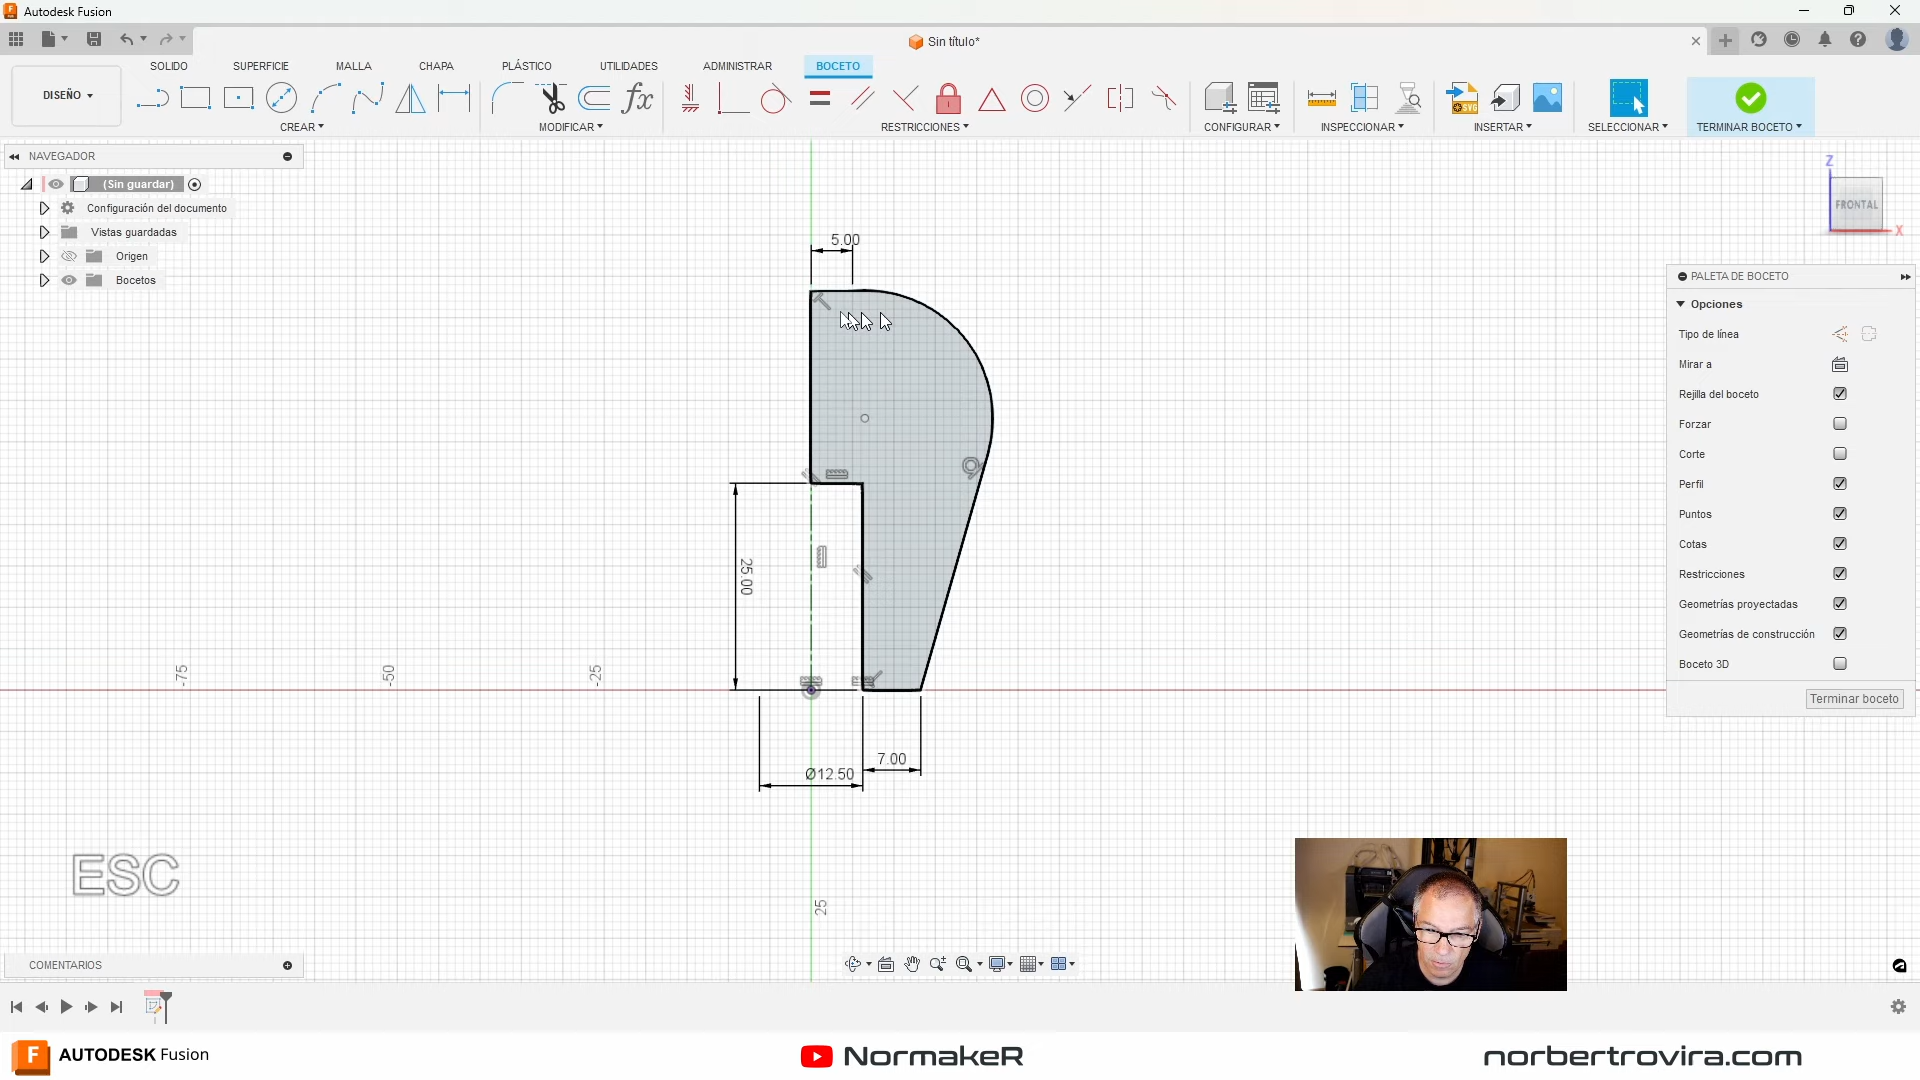 Autodesk Fusion
Sin título*
DISEÑO
SOLIDO
SUPERFICIE
MALLA
CHAPA
PLÁSTICO
UTILIDADES
ADMINISTRAR
BOCETO
fx
SVG
CREAR
MODIFICAR
RESTRICCIONES
CONFIGURAR
INSPECCIONAR
INSERTAR
SELECCIONAR
TERMINAR BOCETO
NAVEGADOR
(Sin guardar)
Configuración del documento
Vistas guardadas
Origen
Bocetos
Z
FRONTAL
X
PALETA DE BOCETO
Opciones
Tipo de línea
Mirar a
Rejilla del boceto
Forzar
Corte
Perfil
Puntos
Cotas
Restricciones
Geometrías proyectadas
Geometrías de construcción
Boceto 3D
Terminar boceto
5.00
25.00
-75
-50
-25
7.00
Ø12.50
25
ESC
COMENTARIOS
F AUTODESK Fusion
NormakeR
norbertrovira.com